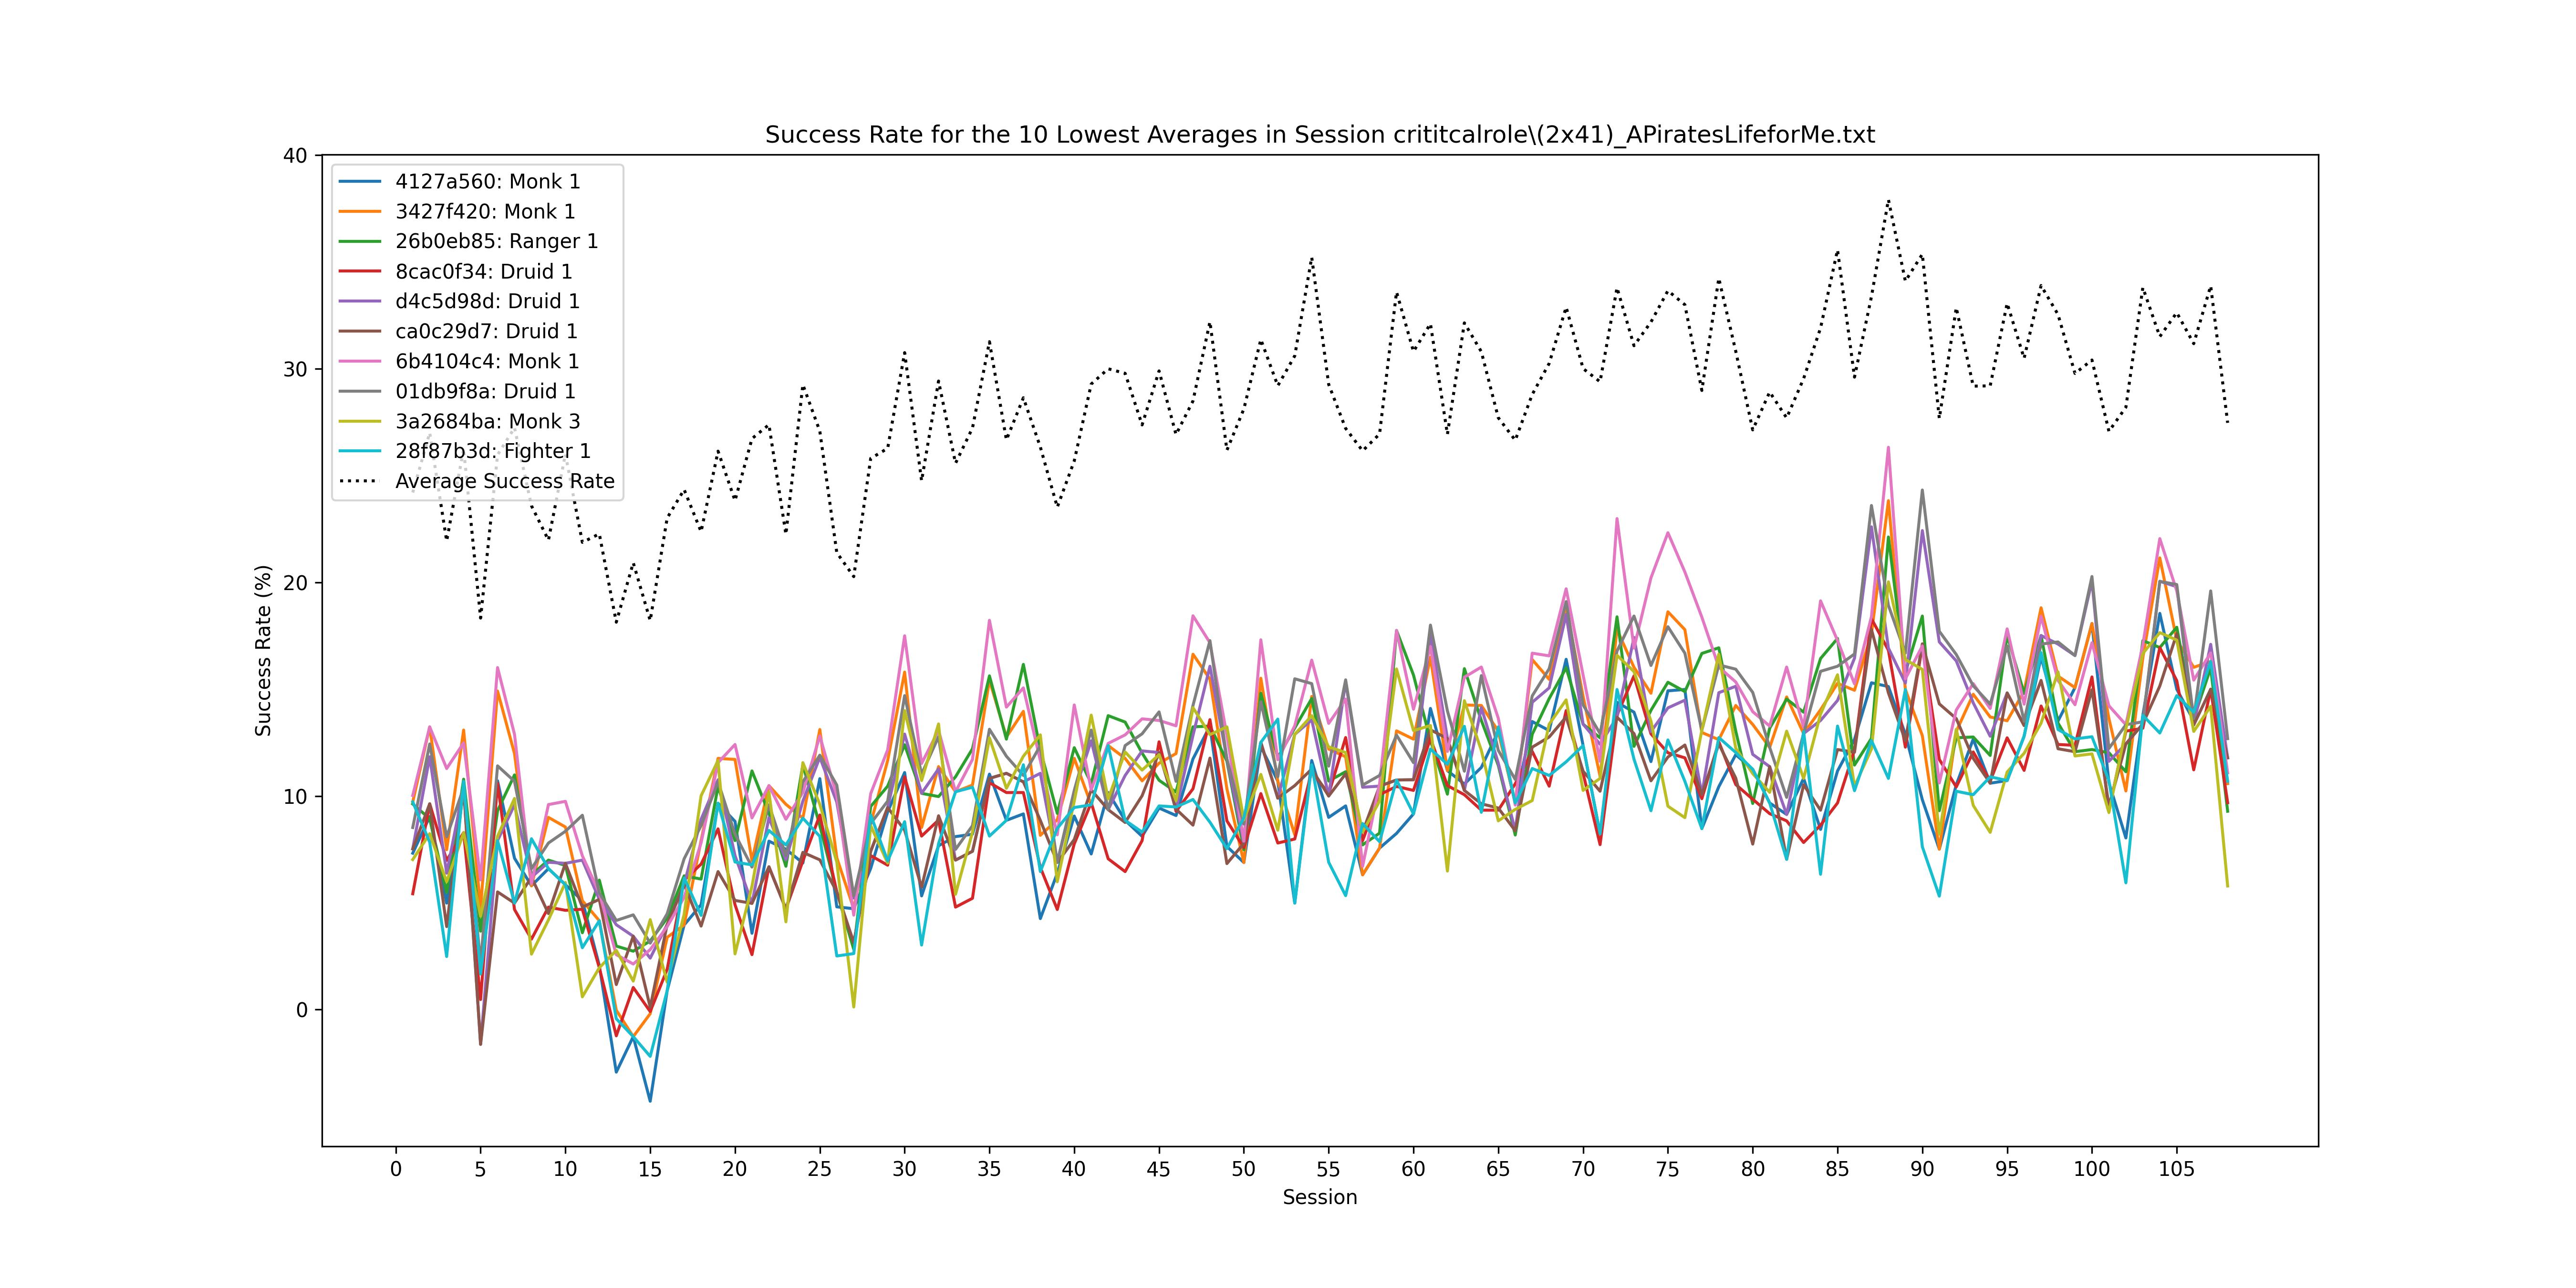 Success Rate for the 10 Lowest Averages in Session crititcalrole\(2x41)_APiratesLifeforMe.txt
40
30
20
10
0
Success Rate (%)
4127a560: Monk 1
3427f420: Monk 1
26b0eb85: Ranger 1
8cac0f34: Druid 1
d4c5d98d: Druid 1
ca0c29d7: Druid 1
6b4104c4: Monk 1
01db9f8a: Druid 1
3a2684ba: Monk 3
28f87b3d: Fighter 1
Average Success Rate
0 5 10 15 20 25 30 35 40 45 50 55 60 65 70 75 80 85 90 95 100 105
Session